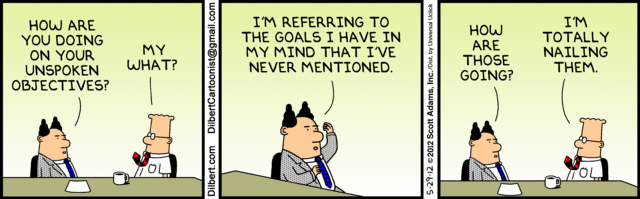 HOW ARE
YOU DOING
ON YOUR
UNSPOKEN
OBJECTIVES?
MY
WHAT?
Dilbert.com DilbertCartoonist@gmail.com
I'M REFERRING TO
THE GOALS I HAVE IN
MY MIND THAT I'VE
NEVER MENTIONED.
5-29-12 © 2012 Scott Adams, Inc. /Dist. by Universal Uclick
HOW
ARE
THOSE
GOING?
I'M
TOTALLY
NAILING
THEM.